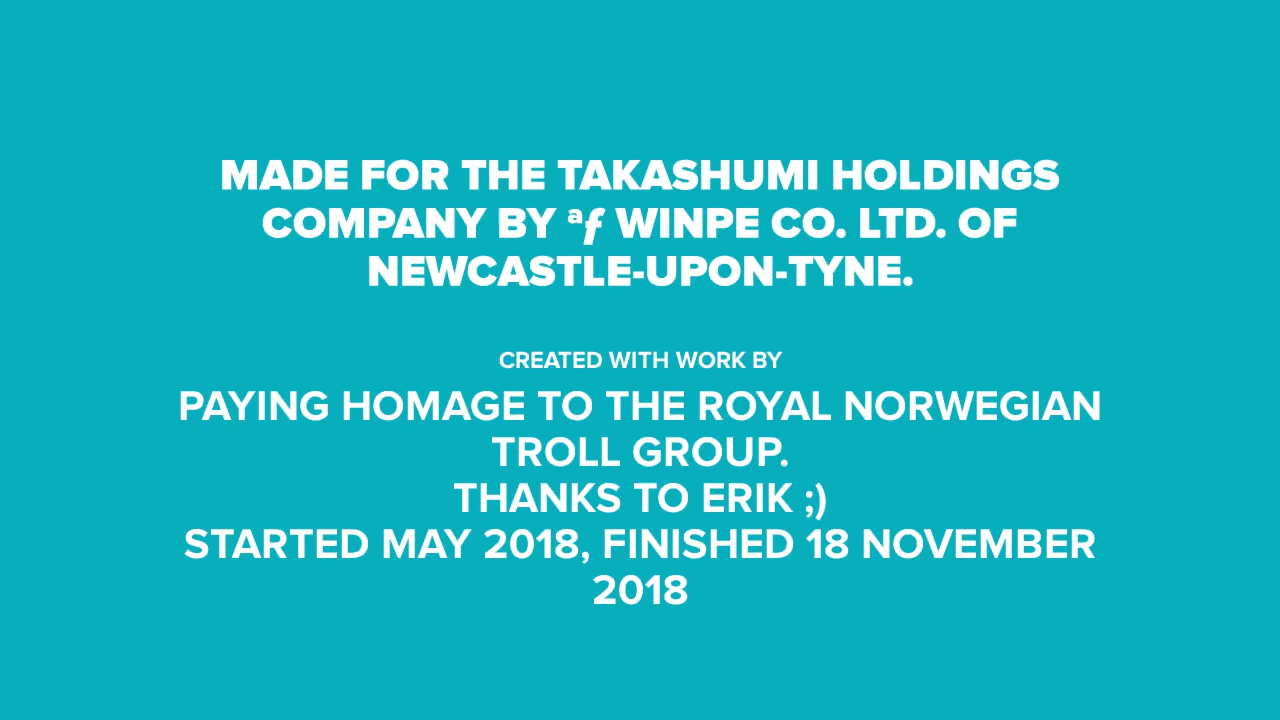 MADE FOR THE TAKASHUMI HOLDINGS
COMPANY BY ªƒ WINPE CO. LTD. OF
NEWCASTLE-UPON-TYNE.
CREATED WITH WORK BY
PAYING HOMAGE TO THE ROYAL NORWEGIAN
TROLL GROUP.
THANKS TO ERIK ;)
STARTED MAY 2018, FINISHED 18 NOVEMBER
2018